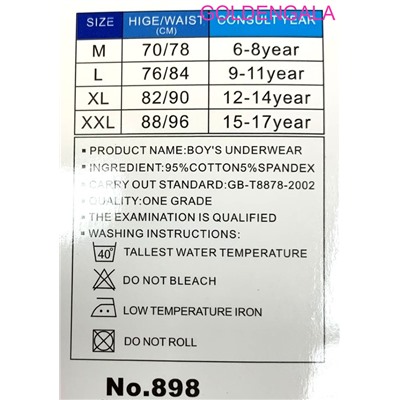 GOLDENGALA
SIZE HIGE/WAIST (CM) CONSULT YEAR
M 70/78 6-8year
L 76/84 9-11year
XL 82/90 12-14year
XXL 88/96 15-17year
▪ PRODUCT NAME:BOY'S UNDERWEAR
▪ INGREDIENT:95%COTTON5%SPANDEX
▪ CARRY OUT STANDARD:GB-T8878-2002
▪ QUALITY:ONE GRADE
▪ THE EXAMINATION IS QUALIFIED
▪ WASHING INSTRUCTIONS:
40° TALLEST WATER TEMPERATURE
DO NOT BLEACH
LOW TEMPERATURE IRON
DO NOT ROLL
No.898